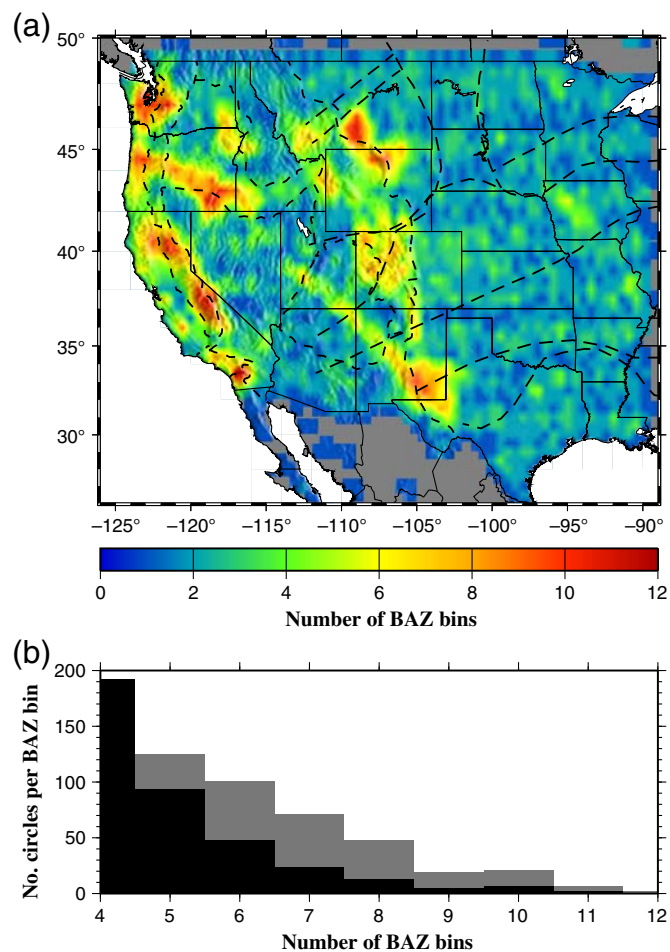 (a)
50°
45°
40°
35°
30°
−125° −120° −115° −110° −105° −100° −95° −90°
0 2 4 6 8 10 12
Number of BAZ bins
(b)
No. circles per BAZ bin
200
150
100
50
0
4 5 6 7 8 9 10 11 12
Number of BAZ bins